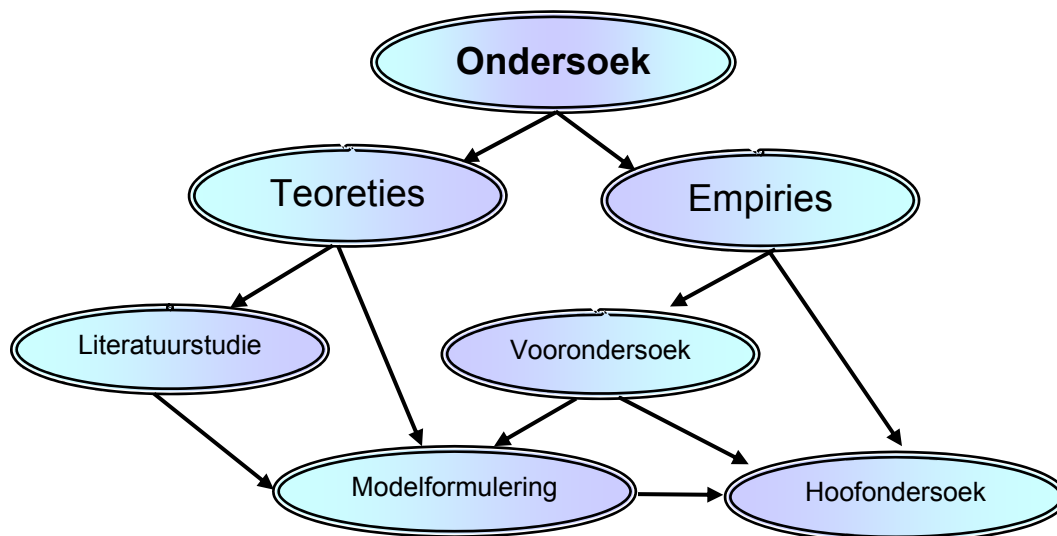 Ondersoek
Teoreties
Empiries
Literatuurstudie
Voorondersoek
Modelformulering
Hoofondersoek